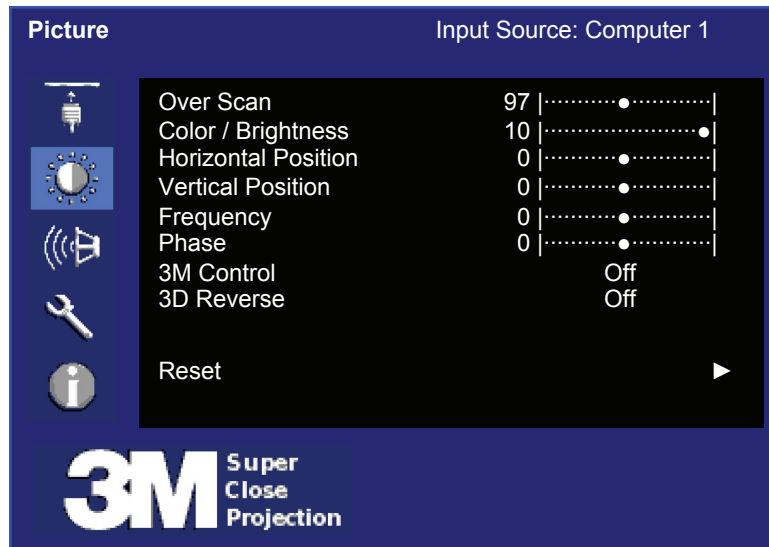 Picture Input Source: Computer 1
Over Scan 97
Color / Brightness 10
Horizontal Position 0
Vertical Position 0
Frequency 0
Phase 0
3M Control Off
3D Reverse Off
Reset
3M
Super
Close
Projection